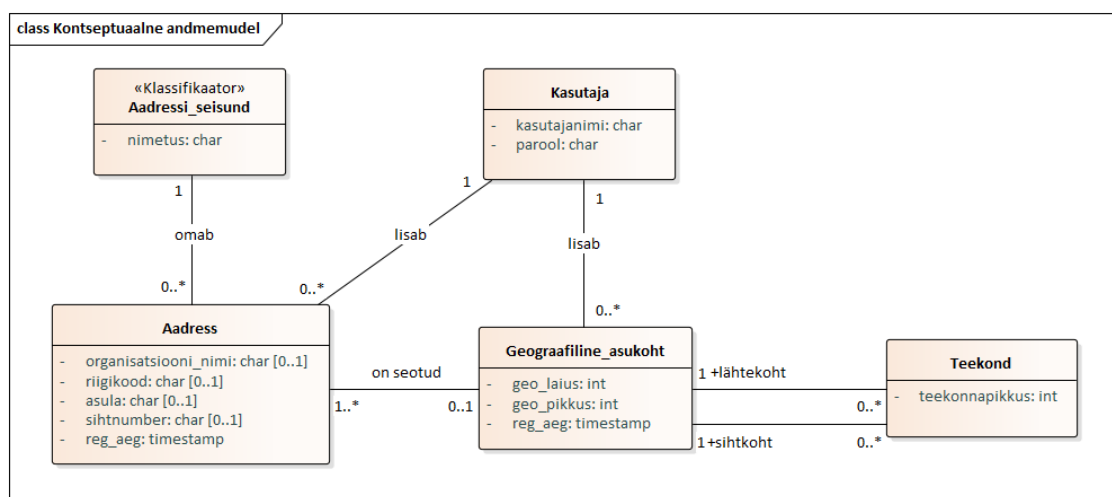 class Kontseptuaalne andmemudel
«Klassifikaator»
Aadressi_seisund
- nimetus: char
Kasutaja
- kasutajanimi: char
- parool: char
1
1
1
omab
lisab
lisab
0..*
0..*
0..*
Aadress
- organisatsiooni_nimi: char [0..1]
- riigikood: char [0..1]
- asula: char [0..1]
- sihtnumber: char [0..1]
- reg_aeg: timestamp
on seotud
1..*
0..1
Geograafiline_asukoht
- geo_laius: int
- geo_pikkus: int
- reg_aeg: timestamp
1 +lähtekoht
0..*
1 +sihtkoht
0..*
Teekond
- teekonnapikkus: int